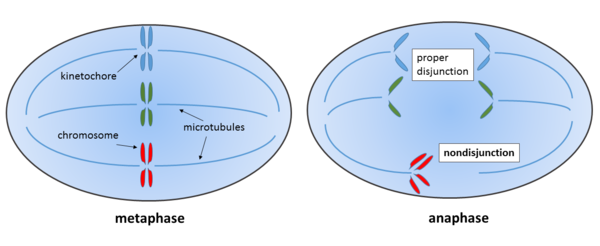 kinetochore
chromosome
microtubules
metaphase
proper
disjunction
nondisjunction
anaphase